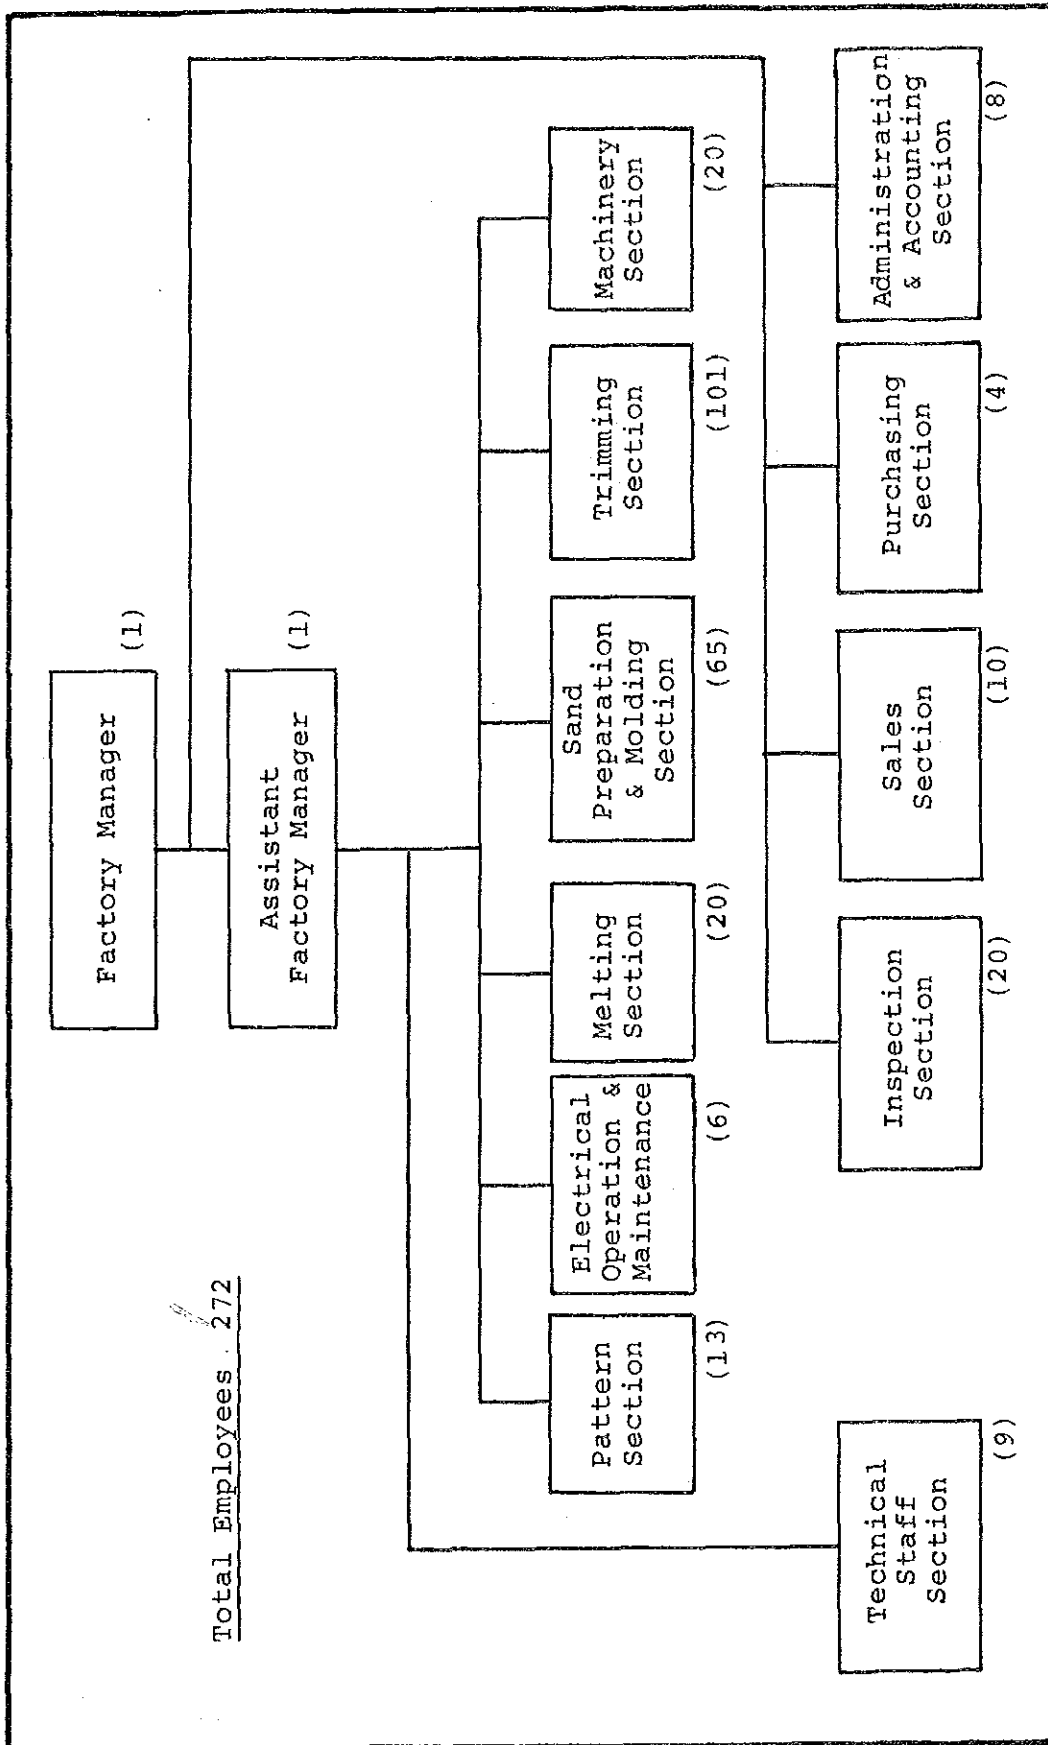 Factory Manager
(1)
Assistant
Factory Manager
(1)
Total Employees . 272
Pattern
Section
(13)
Electrical
Operation &
Maintenance
(6)
Melting
Section
(20)
Sand
Preparation
& Molding
Section
(65)
Trimming
Section
(101)
Machinery
Section
(20)
Technical
Staff
Section
(9)
Inspection
Section
(20)
Sales
Section
(10)
Purchasing
Section
(4)
Administration
& Accounting
Section
(8)